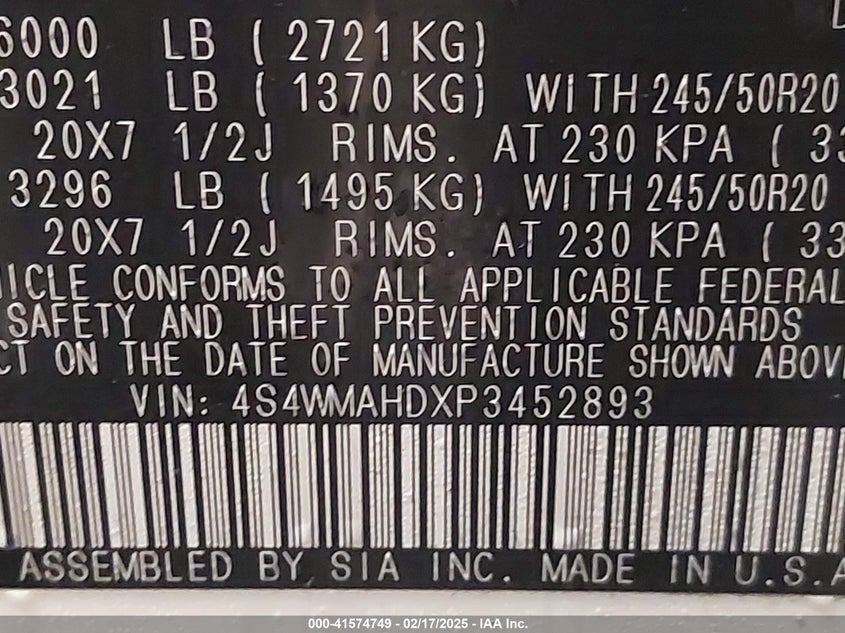 6000 LB ( 2721 KG)
3021 LB ( 1370 KG) WITH 245/50R20
20X7 1/2J RIMS. AT 230 KPA ( 33
3296 LB ( 1495 KG) WITH 245/50R20
20X7 1/2J RIMS. AT 230 KPA ( 33
ICLE CONFORMS TO ALL APPLICABLE FEDERAL
SAFETY AND THEFT PREVENTION STANDARDS
CT ON THE DATE OF MANUFACTURE SHOWN ABOVE
VIN: 4S4WMAHDXP3452893
ASSEMBLED BY SIA INC. MADE IN U.S.A
000-41574749 - 02/17/2025 - IAA Inc.